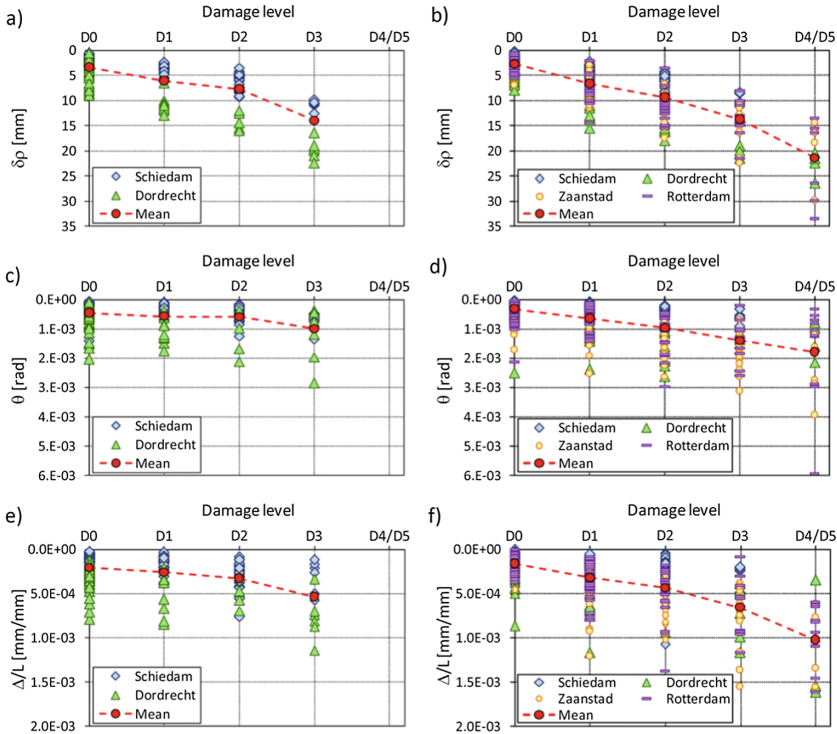 a)
Damage level
D0 D1 D2 D3 D4/D5
0
5
10
15
20
25
30
35
δρ [mm]
Schiedam
Dordrecht
Mean
b)
Damage level
D0 D1 D2 D3 D4/D5
0
5
10
15
20
25
30
35
δρ [mm]
Schiedam Dordrecht
Zaanstad Rotterdam
Mean
c)
Damage level
D0 D1 D2 D3 D4/D5
0.E+00
1.E-03
2.E-03
3.E-03
4.E-03
5.E-03
6.E-03
θ [rad]
Schiedam
Dordrecht
Mean
d)
Damage level
D0 D1 D2 D3 D4/D5
0.E+00
1.E-03
2.E-03
3.E-03
4.E-03
5.E-03
6.E-03
θ [rad]
Schiedam Dordrecht
Zaanstad Rotterdam
Mean
e)
Damage level
D0 D1 D2 D3 D4/D5
0.0E+00
5.0E-04
1.0E-03
1.5E-03
2.0E-03
Δ/L [mm/mm]
Schiedam
Dordrecht
Mean
f)
Damage level
D0 D1 D2 D3 D4/D5
0.0E+00
5.0E-04
1.0E-03
1.5E-03
2.0E-03
Δ/L [mm/mm]
Schiedam Dordrecht
Zaanstad Rotterdam
Mean